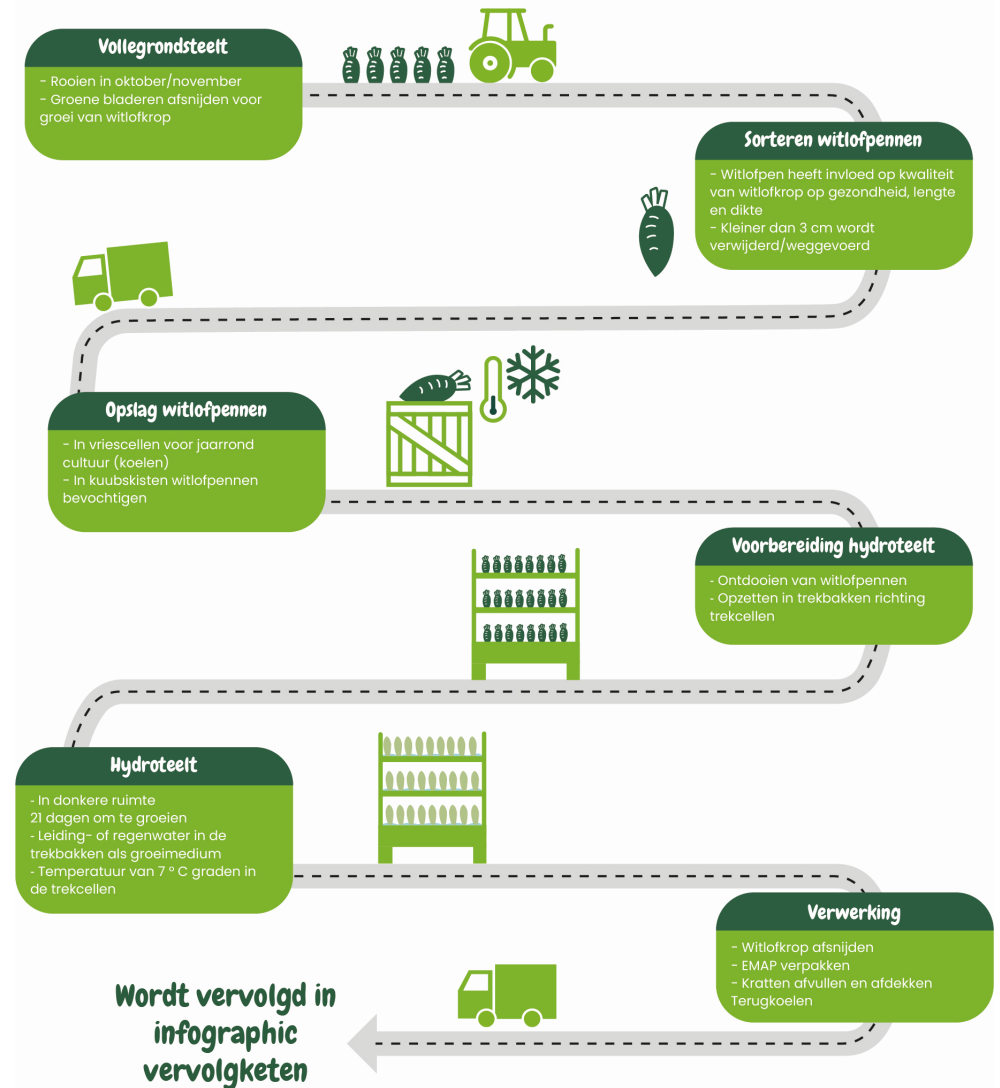 Vollegrondsteelt
- Rooien in oktober/november
- Groene bladeren afsnijden voor
groei van witlofkrop
Sorteren witlofpennen
- Witlofpen heeft invloed op kwaliteit
van witlofkrop op gezondheid, lengte
en dikte
- Kleiner dan 3 cm wordt
verwijderd/weggevoerd
Opslag witlofpennen
- In vriescellen voor jaarrond
cultuur (koelen)
- In kuubskisten witlofpennen
bevochtigen
Voorbereiding hydroteelt
- Ontdooien van witlofpennen
- Opzetten in trekbakken richting
trekcellen
Hydroteelt
- In donkere ruimte
21 dagen om te groeien
- Leiding- of regenwater in de
trekbakken als groeimedium
- Temperatuur van 7 ° C graden in
de trekcellen
Verwerking
- Witlofkrop afsnijden
- EMAP verpakken
- Kratten afvullen en afdekken
Terugkoelen
Wordt vervolgd in
infographic
vervolgketen